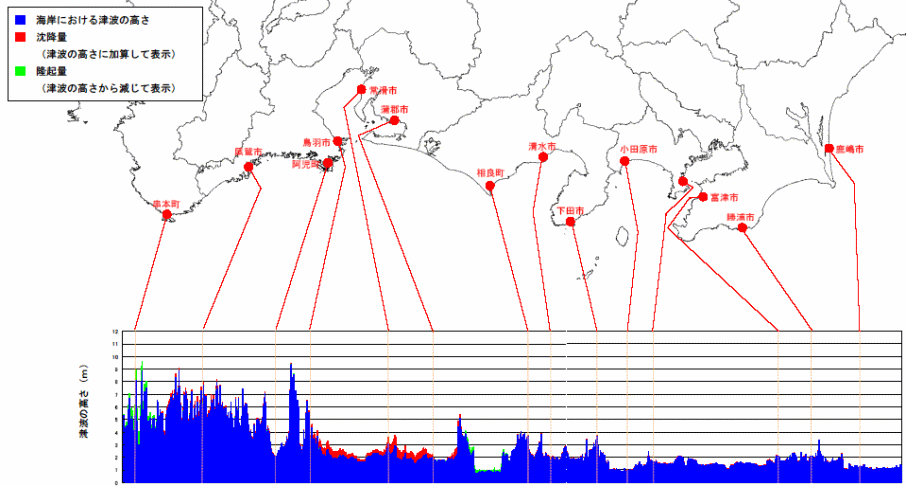 海岸における津波の高さ
沈降量
（津波の高さに加算して表示）
隆起量
（津波の高さから減じて表示）
常滑市
蒲郡市
鳥羽市
尾鷲市
阿児町
串本町
相良町
清水市
下田市
小田原市
富津市
勝浦市
鹿嶋市
津波の高さ（m）
12
11
10
9
8
7
6
5
4
3
2
1
0